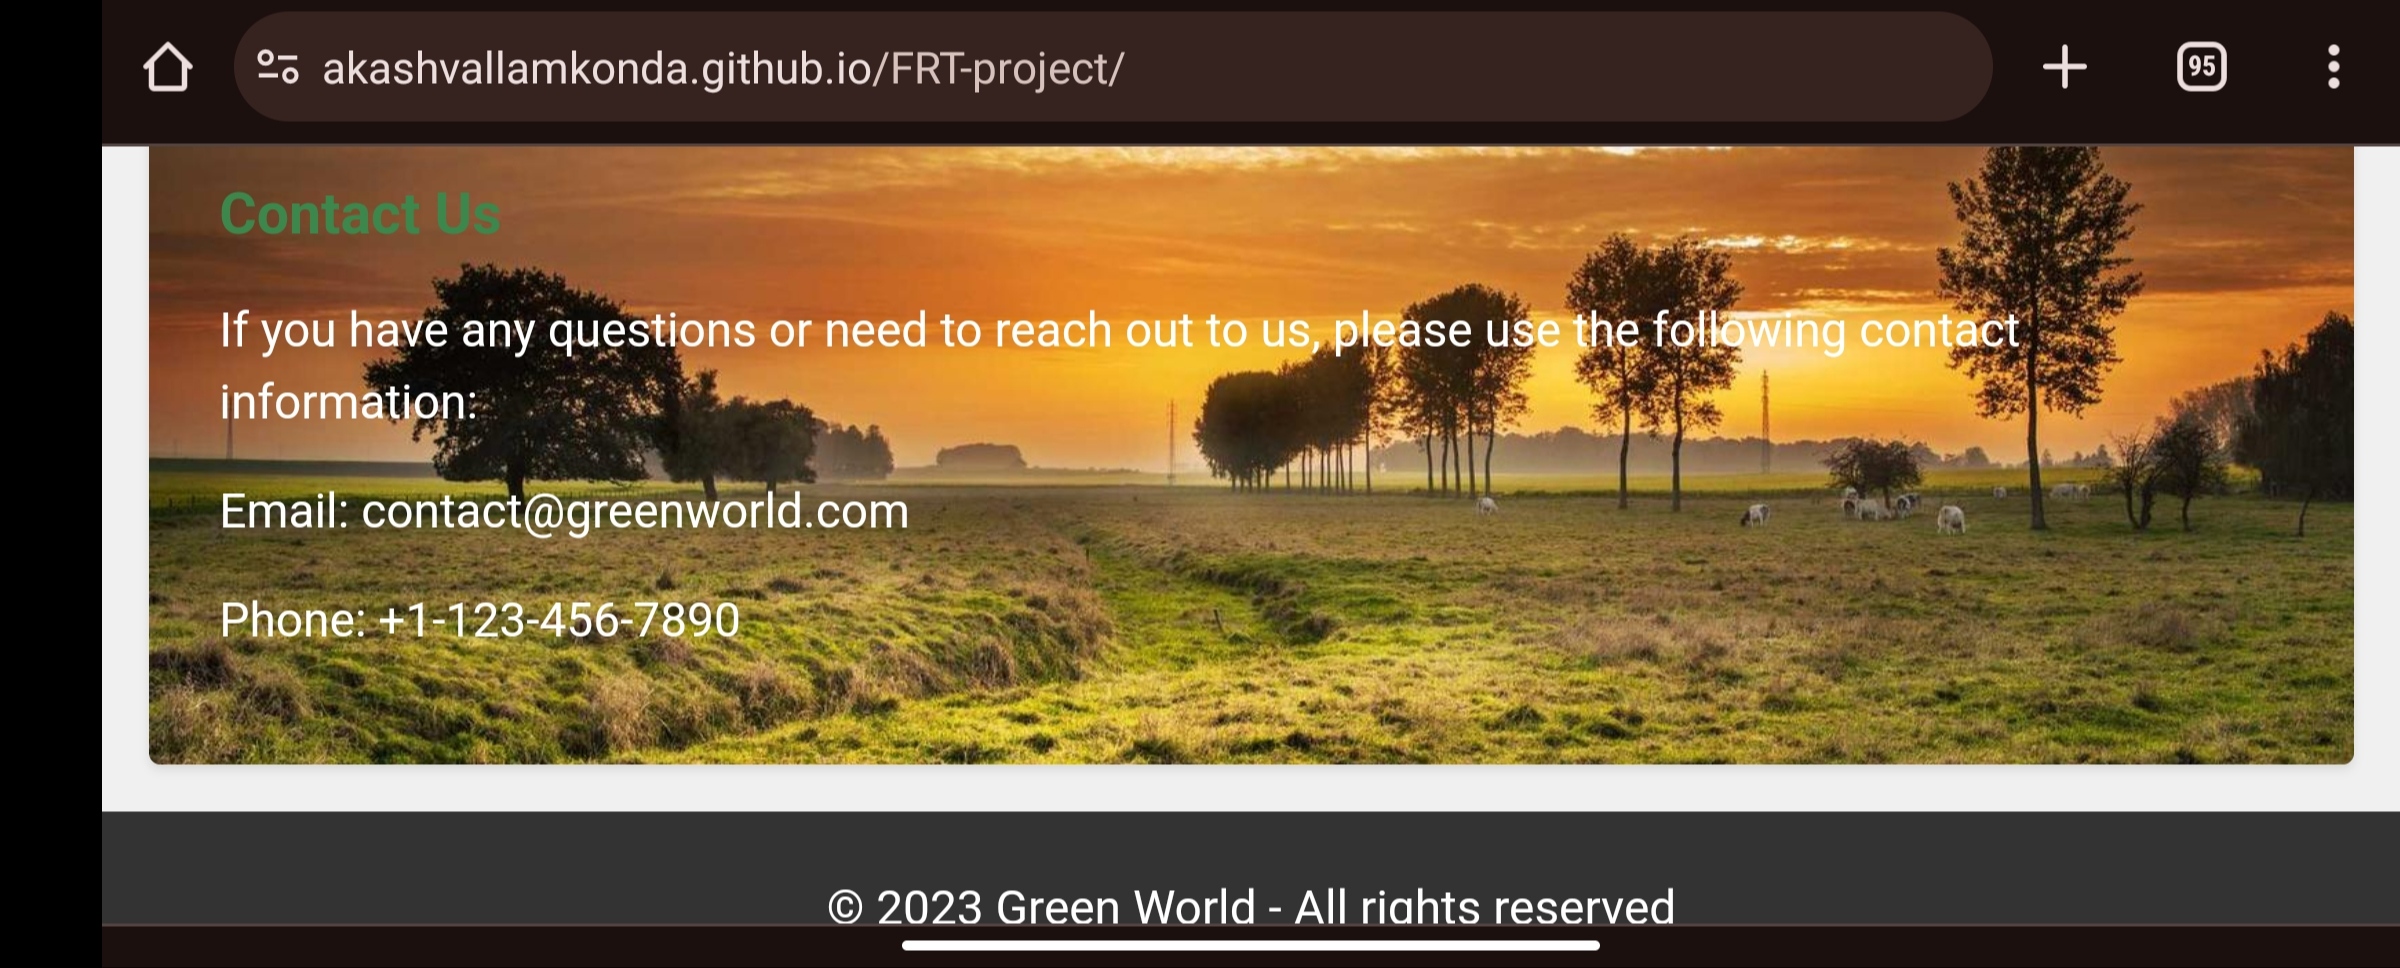 akashvallamkonda.github.io/FRT-project/
95
Contact Us
If you have any questions or need to reach out to us, please use the following contact
information:
Email: contact@greenworld.com
Phone: +1-123-456-7890
© 2023 Green World - All rights reserved